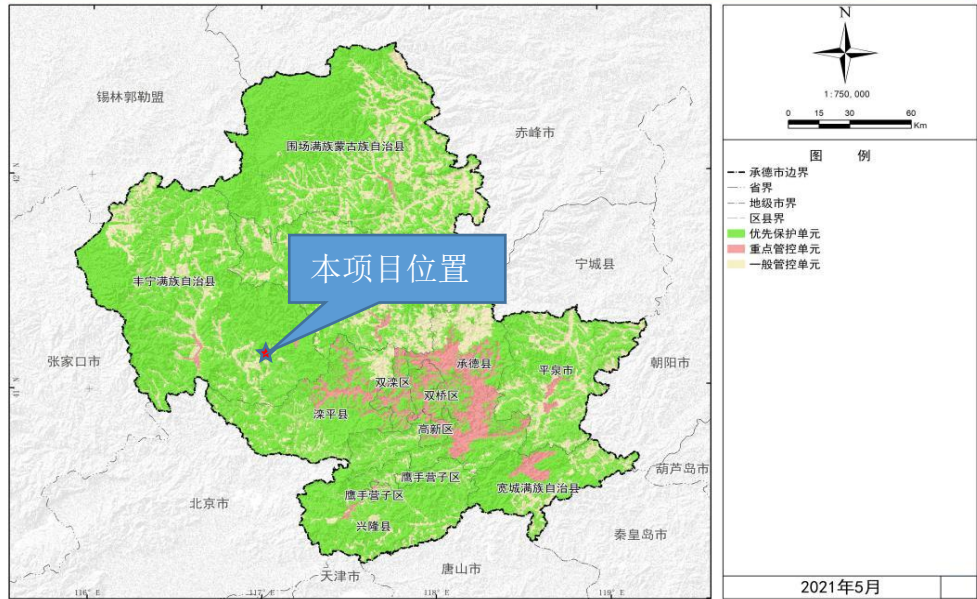 锡林郭勒盟
赤峰市
围场满族蒙古族自治县
本项目位置
宁城县
丰宁满族自治县
张家口市
朝阳市
承德县
平泉市
双滦区
双桥区
滦平县
高新区
鹰手营子区
葫芦岛市
宽城满族自治县
北京市
鹰手营子区
兴隆县
秦皇岛市
唐山市
天津市
42°N
41°N
116°E
117°E
118°E
119°E
N
1:750,000
0 15 30 60
Km
图 例
承德市边界
省界
地级市界
区县界
优先保护单元
重点管控单元
一般管控单元
2021年5月